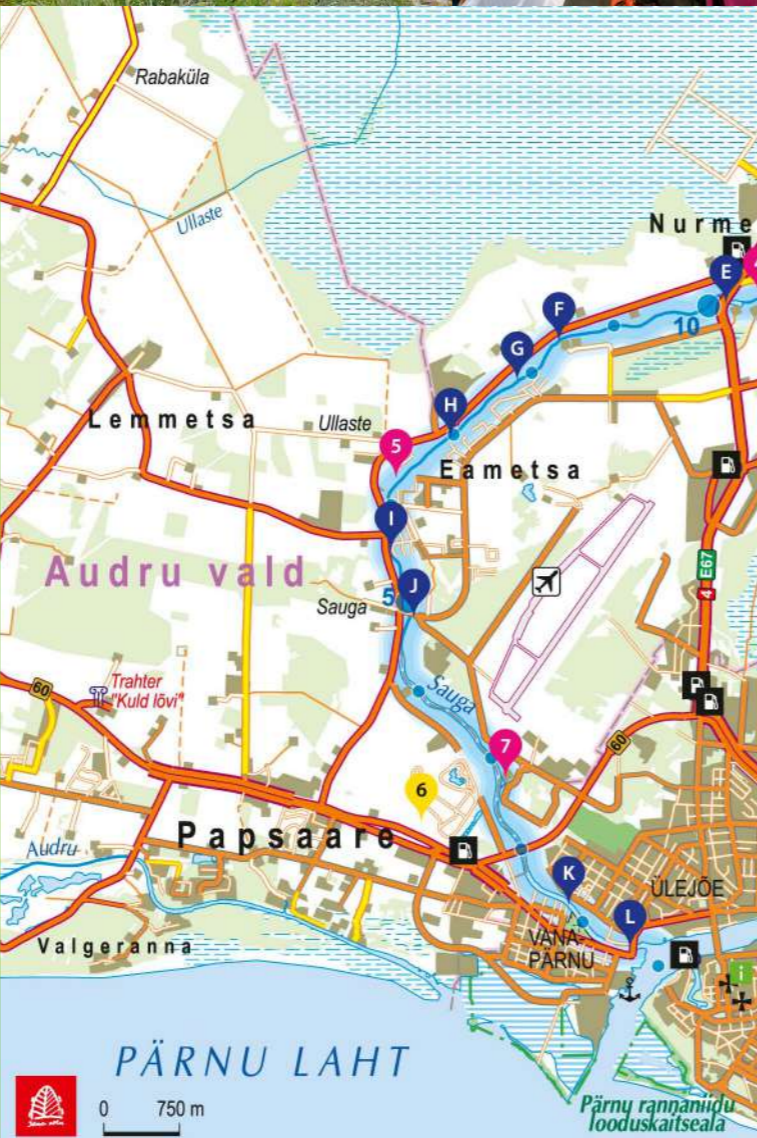 Rabaküla
Ullaste
Nurme
E
4
F
10
G
H
Lemmetsa
Ullaste
5
Eametsa
I
Audru vald
E67
4
J
5
Sauga
60
Trahter
"Kuld lõvi"
Sauga
7
60
6
Audru
Papsaare
K
ÜLEJÕE
L
VANA-
PÄRNU
Valgeranna
i
PÄRNU LAHT
0 750 m
Pärnu rannaniidu
looduskaitseala